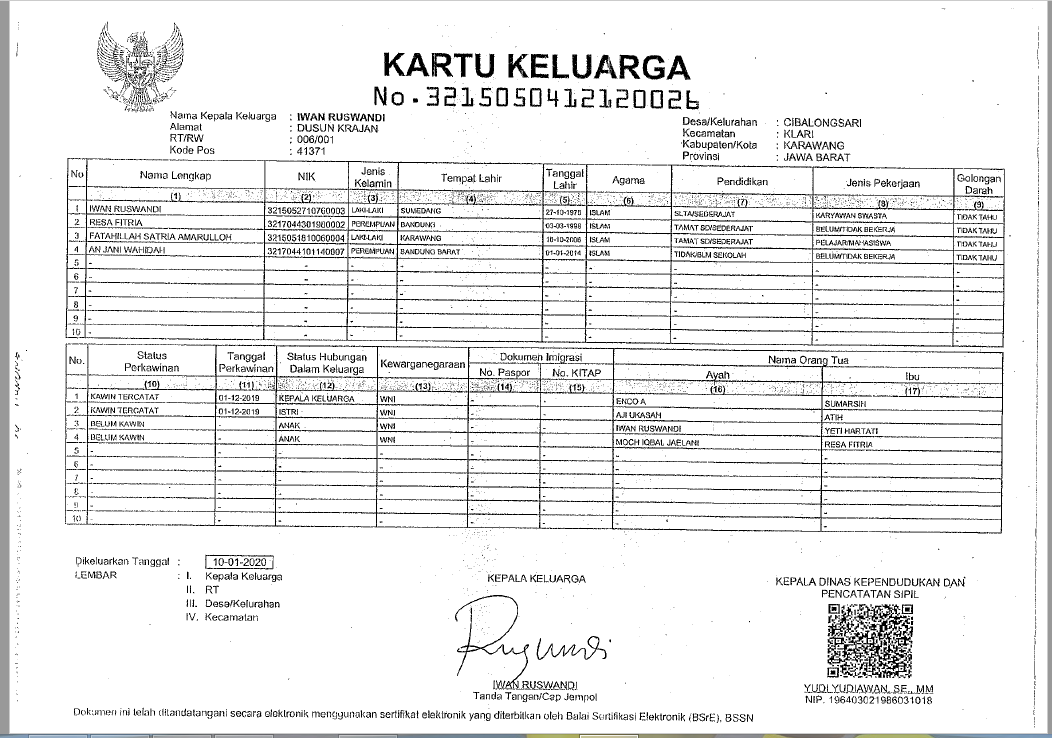 KARTU KELUARGA
No. 3215050412120026
Nama Kepala Keluarga : IWAN RUSWANDI
Alamat : DUSUN KRAJAN
RT/RW : 006/001
Kode Pos : 41371
Desa/Kelurahan : CIBALONGSARI
Kecamatan : KLARI
Kabupaten/Kota : KARAWANG
Provinsi : JAWA BARAT
No Nama Lengkap NIK Jenis Kelamin Tempat Lahir Tanggal Lahir Agama Pendidikan Jenis Pekerjaan Golongan Darah
(1) (2) (3) (4) (5) (6) (7) (8) (9)
1 IWAN RUSWANDI 3215052710760003 LAKI-LAKI SUMEDANG 27-10-1976 ISLAM SLTA/SEDERAJAT KARYAWAN SWASTA TIDAK TAHU
2 RESA FITRIA 3217044301980002 PEREMPUAN BANDUNG 03-03-1998 ISLAM TAMAT SD/SEDERAJAT BELUM/TIDAK BEKERJA TIDAK TAHU
3 FATAHILLAH SATRIA AMARULLOH 3215051810060004 LAKI-LAKI KARAWANG ISLAM TAMAT SD/SEDERAJAT PELAJAR/MAHASISWA TIDAK TAHU
4 AN JANI WAHIDAH 3217044101140007 PEREMPUAN BANDUNG BARAT 01-01-2014 ISLAM TIDAK/BLM SEKOLAH BELUM/TIDAK BEKERJA TIDAK TAHU
5 - - - - - - - - -
6 - - - - - - - - -
7 - - - - - - - - -
8 - - - - - - - - -
9 - - - - - - - - -
10 - - - - - - - - -
No. Status Perkawinan Tanggal Perkawinan Status Hubungan Dalam Keluarga Kewarganegaraan Dokumen Imigrasi Nama Orang Tua
No. Paspor No. KITAP Ayah Ibu
(10) (11) (12) (13) (14) (15) (16) (17)
1 KAWIN TERCATAT 01-12-2019 KEPALA KELUARGA WNI - - ENCO A SUMARSIH
2 KAWIN TERCATAT 01-12-2019 ISTRI WNI - - AJI UKASAH ATIH
3 BELUM KAWIN - ANAK WNI - - IWAN RUSWANDI YETI HARTATI
4 BELUM KAWIN - ANAK WNI - - MOCH IQBAL JAELANI RESA FITRIA
5 - - - - - - - -
6 - - - - - - - -
7 - - - - - - - -
8 - - - - - - - -
9 - - - - - - - -
10 - - - - - - - -
Dikeluarkan Tanggal : 10-01-2020
LEMBAR : I. Kepala Keluarga
II. RT
III. Desa/Kelurahan
IV. Kecamatan
KEPALA KELUARGA
IWAN RUSWANDI
Tanda Tangan/Cap Jempol
KEPALA DINAS KEPENDUDUKAN DAN
PENCATATAN SIPIL
YUDI YUDIAWAN, SE., MM
NIP. 196403021986031018
Dokumen ini telah ditandatangani secara elektronik menggunakan sertifikat elektronik yang diterbitkan oleh Balai Sertifikasi Elektronik (BSrE), BSSN